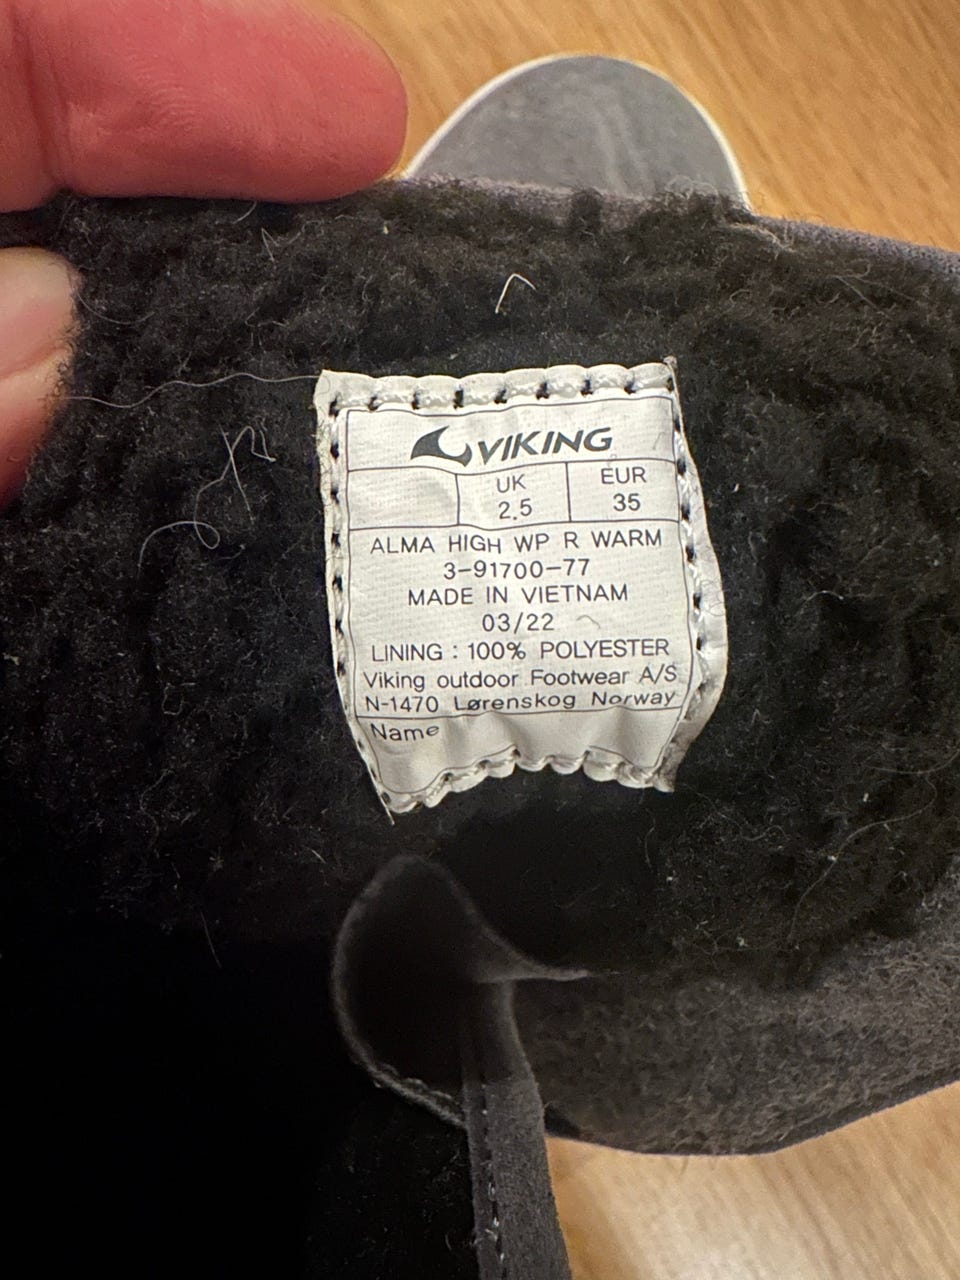 VIKING
UK EUR
2.5 35
ALMA HIGH WP R WARM
3-91700-77
MADE IN VIETNAM
03/22
LINING : 100% POLYESTER
Viking outdoor Footwear A/S
N-1470 Lørenskog Norway
Name